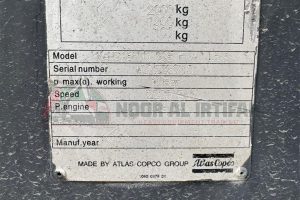 kg
kg
kg
Model
Serial number
p max(d). working
Speed
NOOR AL IRTIFA
P.engine
Manuf.year
MADE BY ATLAS COPCO GROUP Atlas Copco